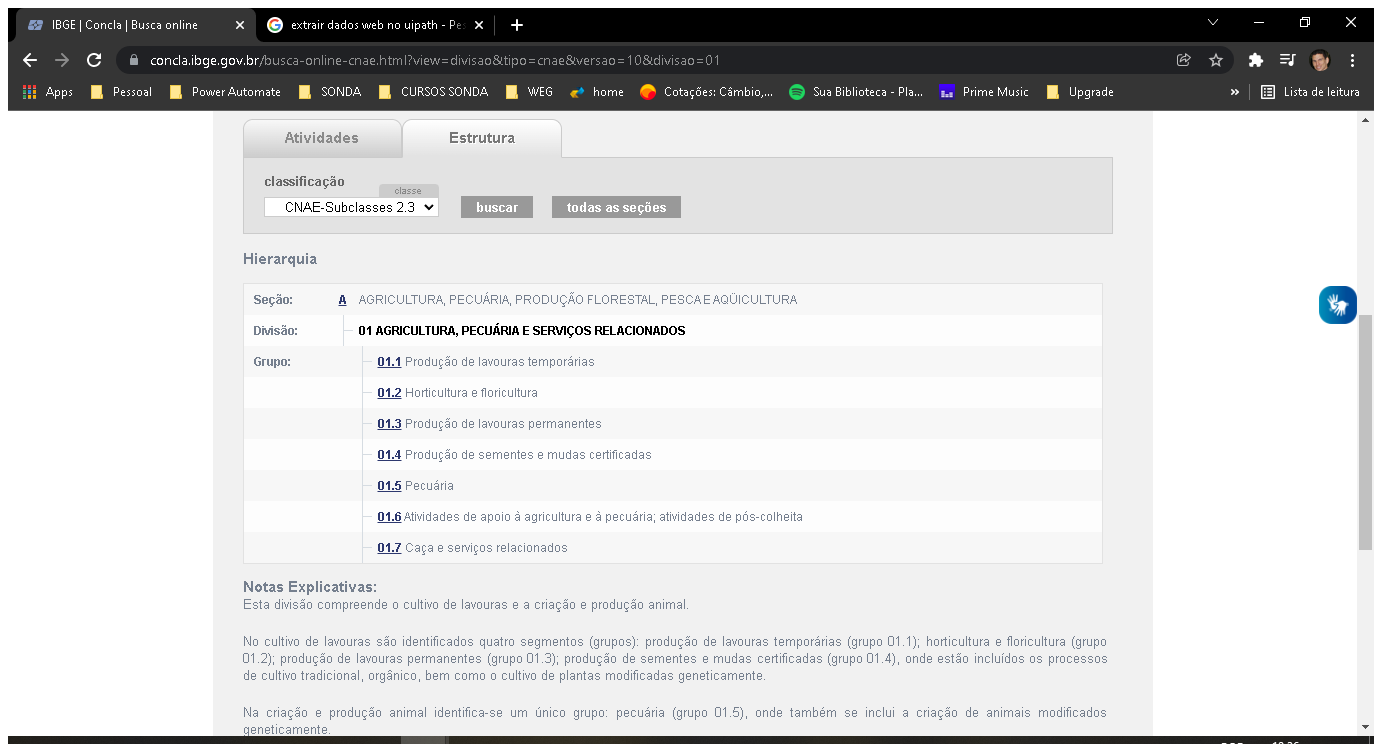 IBGE | Concla | Busca online
extrair dados web no uipath - Pes
concla.ibge.gov.br/busca-online-cnae.html?view=divisao&tipo=cnae&versao=10&divisao=01
Apps Pessoal Power Automate SONDA CURSOS SONDA WEG home Cotações: Câmbio,... Sua Biblioteca - Pla... Prime Music Upgrade » Lista de leitura
Atividades Estrutura
classificação
classe
CNAE-Subclasses 2.3 buscar todas as seções
Hierarquia
Seção: A AGRICULTURA, PECUÁRIA, PRODUÇÃO FLORESTAL, PESCA E AQÜICULTURA
Divisão: 01 AGRICULTURA, PECUÁRIA E SERVIÇOS RELACIONADOS
Grupo: 01.1 Produção de lavouras temporárias
01.2 Horticultura e floricultura
01.3 Produção de lavouras permanentes
01.4 Produção de sementes e mudas certificadas
01.5 Pecuária
01.6 Atividades de apoio à agricultura e à pecuária; atividades de pós-colheita
01.7 Caça e serviços relacionados
Notas Explicativas:
Esta divisão compreende o cultivo de lavouras e a criação e produção animal.
No cultivo de lavouras são identificados quatro segmentos (grupos): produção de lavouras temporárias (grupo 01.1); horticultura e floricultura (grupo
01.2); produção de lavouras permanentes (grupo 01.3); produção de sementes e mudas certificadas (grupo 01.4), onde estão incluídos os processos
de cultivo tradicional, orgânico, bem como o cultivo de plantas modificadas geneticamente.
Na criação e produção animal identifica-se um único grupo: pecuária (grupo 01.5), onde também se inclui a criação de animais modificados
geneticamente.